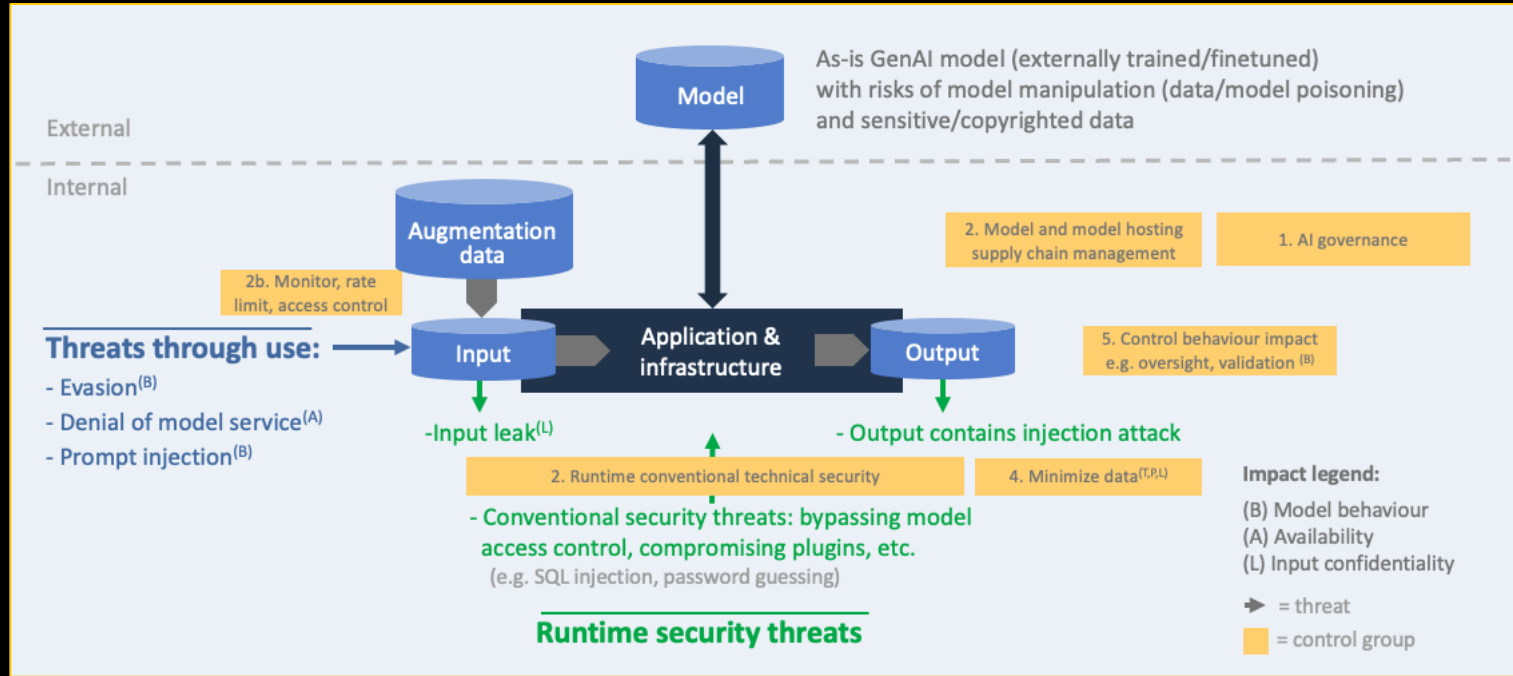 Model
As-is GenAI model (externally trained/finetuned)
with risks of model manipulation (data/model poisoning)
and sensitive/copyrighted data
External
Internal
Augmentation
data
2. Model and model hosting
supply chain management
1. AI governance
2b. Monitor, rate
limit, access control
Threats through use:
- Evasion(B)
- Denial of model service(A)
- Prompt injection(B)
Input
Application &
infrastructure
Output
5. Control behaviour impact
e.g. oversight, validation (B)
-Input leak(L)
- Output contains injection attack
2. Runtime conventional technical security
4. Minimize data(T,P,L)
- Conventional security threats: bypassing model
access control, compromising plugins, etc.
(e.g. SQL injection, password guessing)
Runtime security threats
Impact legend:
(B) Model behaviour
(A) Availability
(L) Input confidentiality
= threat
= control group